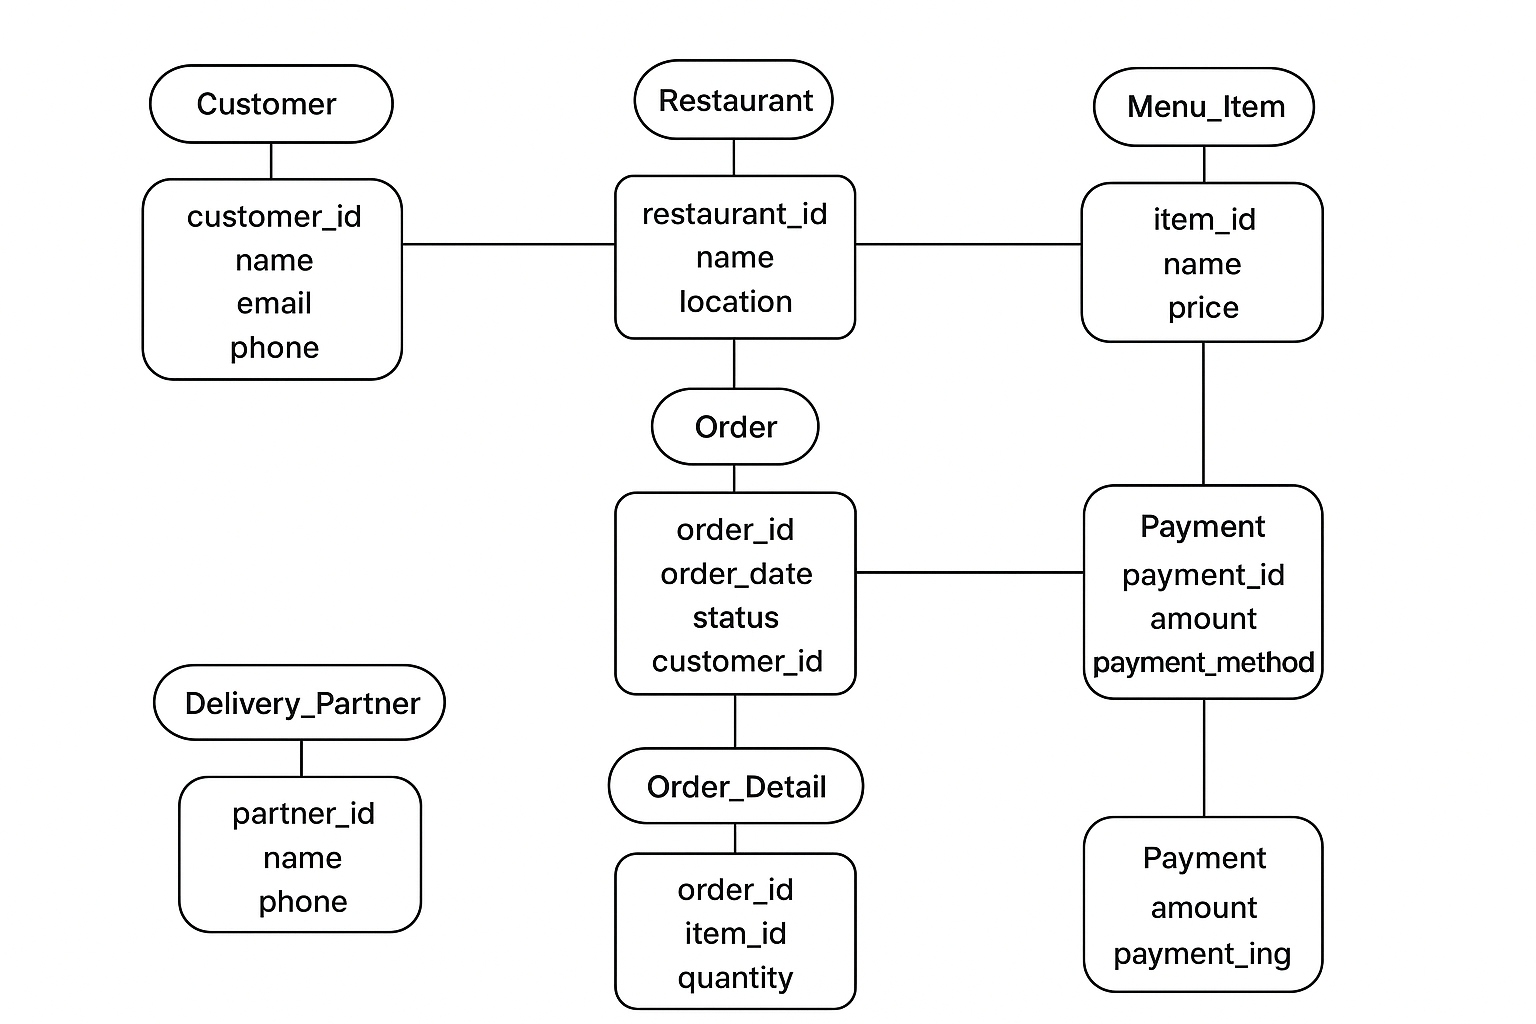 Customer
customer_id
name
email
phone
Restaurant
restaurant_id
name
location
Menu_Item
item_id
name
price
Order
order_id
order_date
status
customer_id
Payment
payment_id
amount
payment_method
Delivery_Partner
partner_id
name
phone
Order_Detail
order_id
item_id
quantity
Payment
amount
payment_ing